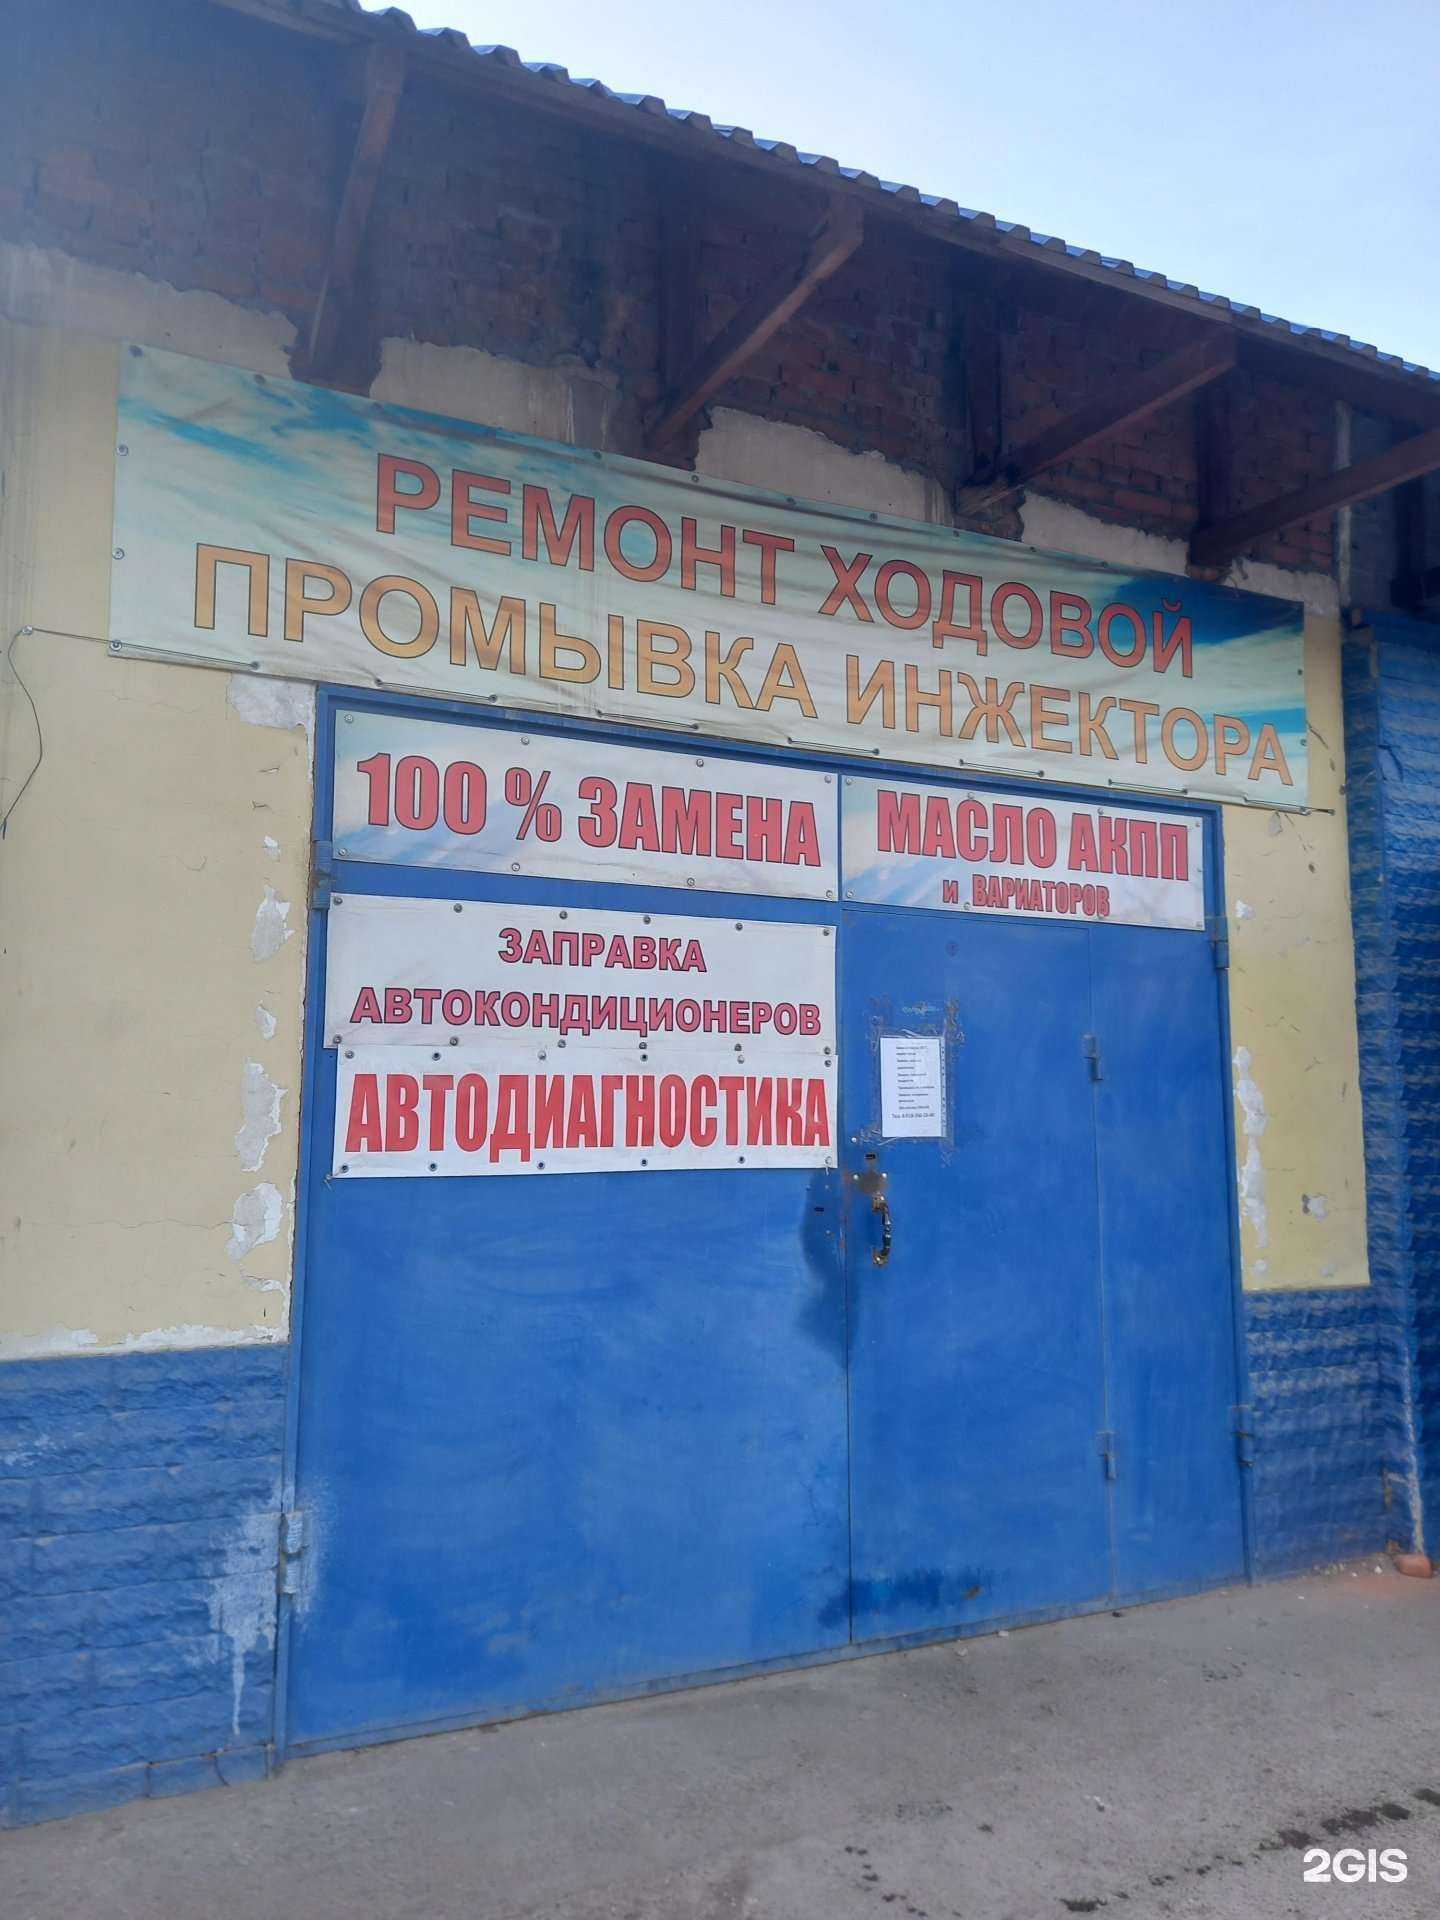 РЕМОНТ ХОДОВОЙ
ПРОМЫВКА ИНЖЕКТОРА
100 % ЗАМЕНА
МАСЛО АКПП
и ВАРИАТОРОВ
ЗАПРАВКА
АВТОКОНДИЦИОНЕРОВ
АВТОДИАГНОСТИКА
2GIS